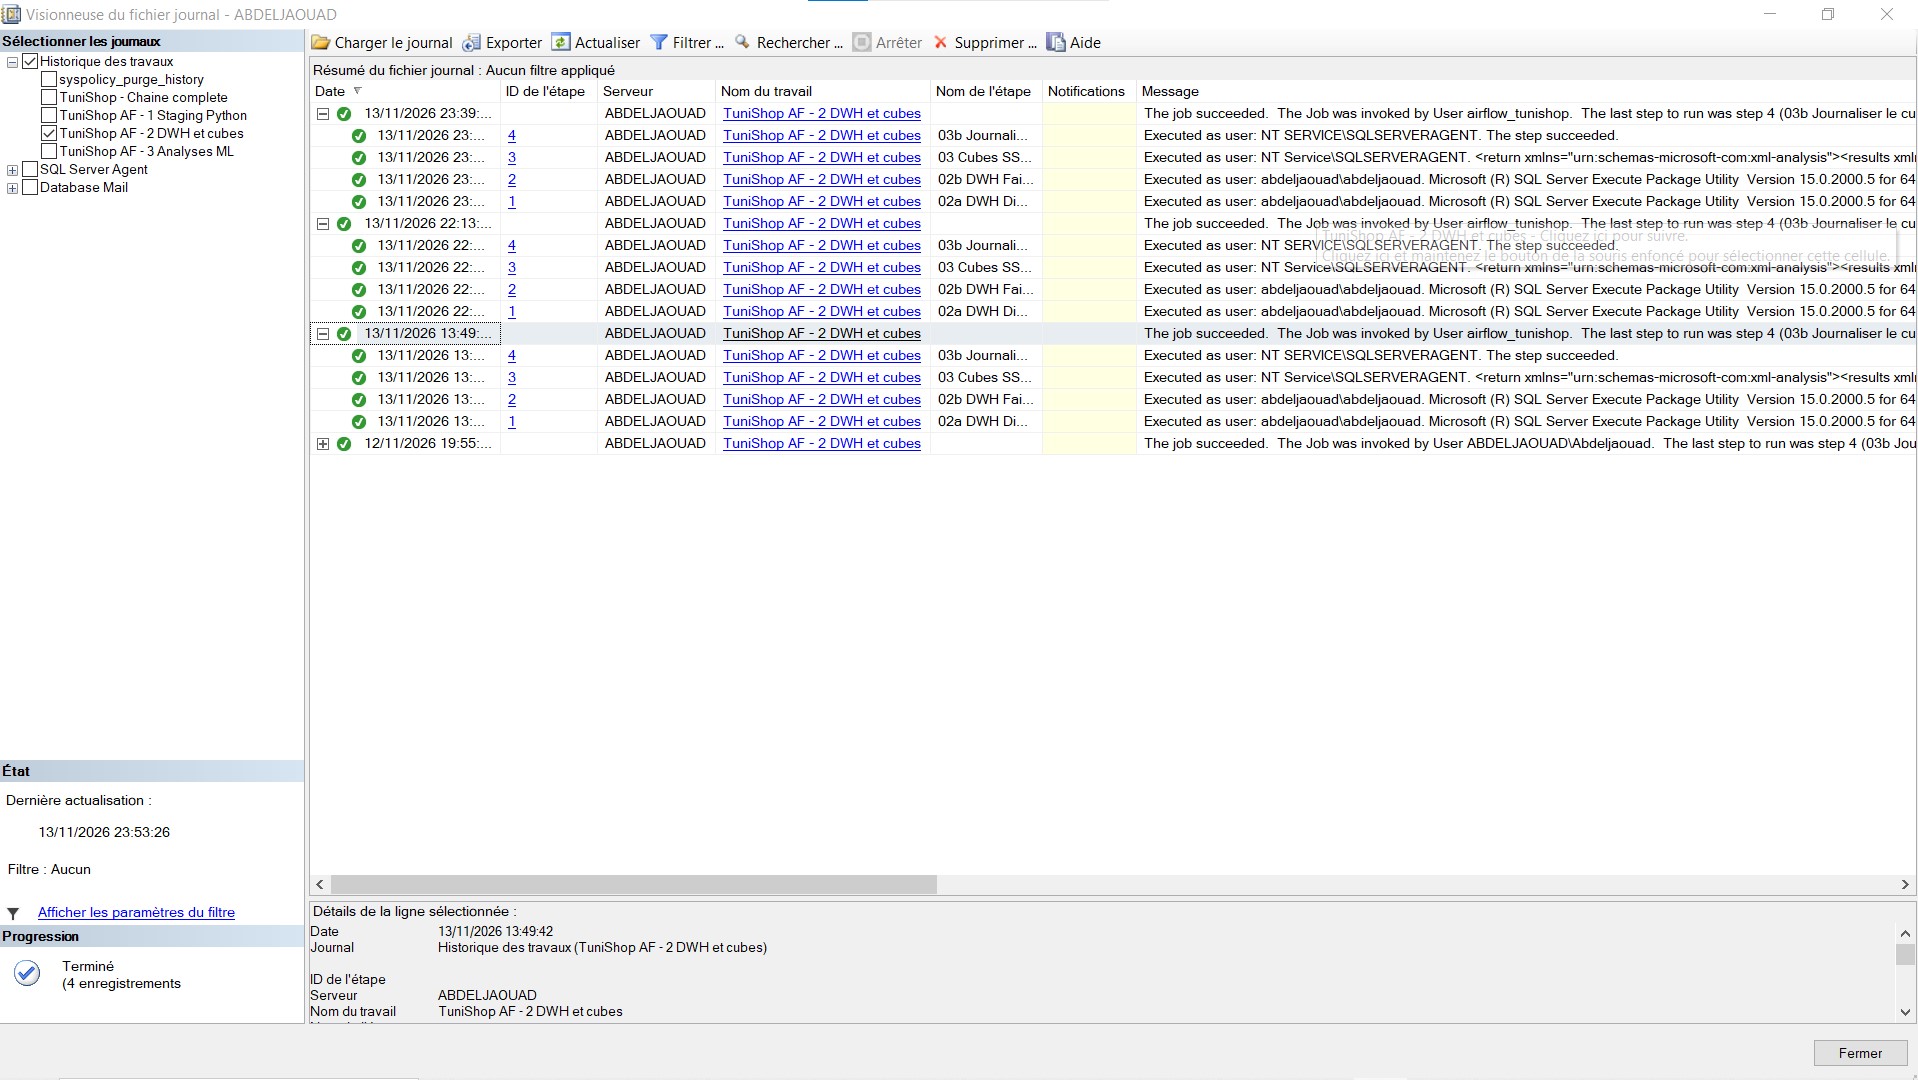 Visionneuse du fichier journal - ABDELJAOUAD
Sélectionner les journaux
Historique des travaux
syspolicy_purge_history
TuniShop - Chaine complete
TuniShop AF - 1 Staging Python
TuniShop AF - 2 DWH et cubes
TuniShop AF - 3 Analyses ML
SQL Server Agent
Database Mail
Charger le journal Exporter Actualiser Filtrer ... Rechercher ... Arrêter Supprimer ... Aide
Résumé du fichier journal : Aucun filtre appliqué
Date ID de l'étape Serveur Nom du travail Nom de l'étape Notifications Message
13/11/2026 23:39:... ABDELJAOUAD TuniShop AF - 2 DWH et cubes The job succeeded. The Job was invoked by User airflow_tunishop. The last step to run was step 4 (03b Journaliser le cu
13/11/2026 23:... 4 ABDELJAOUAD TuniShop AF - 2 DWH et cubes 03b Journali... Executed as user: NT SERVICE\SQLSERVERAGENT. The step succeeded.
13/11/2026 23:... 3 ABDELJAOUAD TuniShop AF - 2 DWH et cubes 03 Cubes SS... Executed as user: NT Service\SQLSERVERAGENT. <return xmlns="urn:schemas-microsoft-com:xml-analysis"><results xml
13/11/2026 23:... 2 ABDELJAOUAD TuniShop AF - 2 DWH et cubes 02b DWH Fai... Executed as user: abdeljaouad\abdeljaouad. Microsoft (R) SQL Server Execute Package Utility Version 15.0.2000.5 for 64
13/11/2026 23:... 1 ABDELJAOUAD TuniShop AF - 2 DWH et cubes 02a DWH Di... Executed as user: abdeljaouad\abdeljaouad. Microsoft (R) SQL Server Execute Package Utility Version 15.0.2000.5 for 64
13/11/2026 22:13:... ABDELJAOUAD TuniShop AF - 2 DWH et cubes The job succeeded. The Job was invoked by User airflow_tunishop. The last step to run was step 4 (03b Journaliser le cu
TuniShop AF - 2 DWH et cubes - Cliquez ici pour suivre.
13/11/2026 22:... 4 ABDELJAOUAD TuniShop AF - 2 DWH et cubes 03b Journali... Executed as user: NT SERVICE\SQLSERVERAGENT. The step succeeded.
Cliquez ici et maintenez le bouton de la souris enfoncé pour sélectionner cette cellule.
13/11/2026 22:... 3 ABDELJAOUAD TuniShop AF - 2 DWH et cubes 03 Cubes SS... Executed as user: NT Service\SQLSERVERAGENT. <return xmlns="urn:schemas-microsoft-com:xml-analysis"><results xml
13/11/2026 22:... 2 ABDELJAOUAD TuniShop AF - 2 DWH et cubes 02b DWH Fai... Executed as user: abdeljaouad\abdeljaouad. Microsoft (R) SQL Server Execute Package Utility Version 15.0.2000.5 for 64
13/11/2026 22:... 1 ABDELJAOUAD TuniShop AF - 2 DWH et cubes 02a DWH Di... Executed as user: abdeljaouad\abdeljaouad. Microsoft (R) SQL Server Execute Package Utility Version 15.0.2000.5 for 64
13/11/2026 13:49:... ABDELJAOUAD TuniShop AF - 2 DWH et cubes The job succeeded. The Job was invoked by User airflow_tunishop. The last step to run was step 4 (03b Journaliser le cu
13/11/2026 13:... 4 ABDELJAOUAD TuniShop AF - 2 DWH et cubes 03b Journali... Executed as user: NT SERVICE\SQLSERVERAGENT. The step succeeded.
13/11/2026 13:... 3 ABDELJAOUAD TuniShop AF - 2 DWH et cubes 03 Cubes SS... Executed as user: NT Service\SQLSERVERAGENT. <return xmlns="urn:schemas-microsoft-com:xml-analysis"><results xml
13/11/2026 13:... 2 ABDELJAOUAD TuniShop AF - 2 DWH et cubes 02b DWH Fai... Executed as user: abdeljaouad\abdeljaouad. Microsoft (R) SQL Server Execute Package Utility Version 15.0.2000.5 for 64
13/11/2026 13:... 1 ABDELJAOUAD TuniShop AF - 2 DWH et cubes 02a DWH Di... Executed as user: abdeljaouad\abdeljaouad. Microsoft (R) SQL Server Execute Package Utility Version 15.0.2000.5 for 64
12/11/2026 19:55:... ABDELJAOUAD TuniShop AF - 2 DWH et cubes The job succeeded. The Job was invoked by User ABDELJAOUAD\Abdeljaouad. The last step to run was step 4 (03b Jou
État
Dernière actualisation :
13/11/2026 23:53:26
Filtre : Aucun
Afficher les paramètres du filtre
Progression
Terminé
(4 enregistrements
Détails de la ligne sélectionnée :
Date 13/11/2026 13:49:42
Journal Historique des travaux (TuniShop AF - 2 DWH et cubes)
ID de l'étape
Serveur ABDELJAOUAD
Nom du travail TuniShop AF - 2 DWH et cubes
Fermer